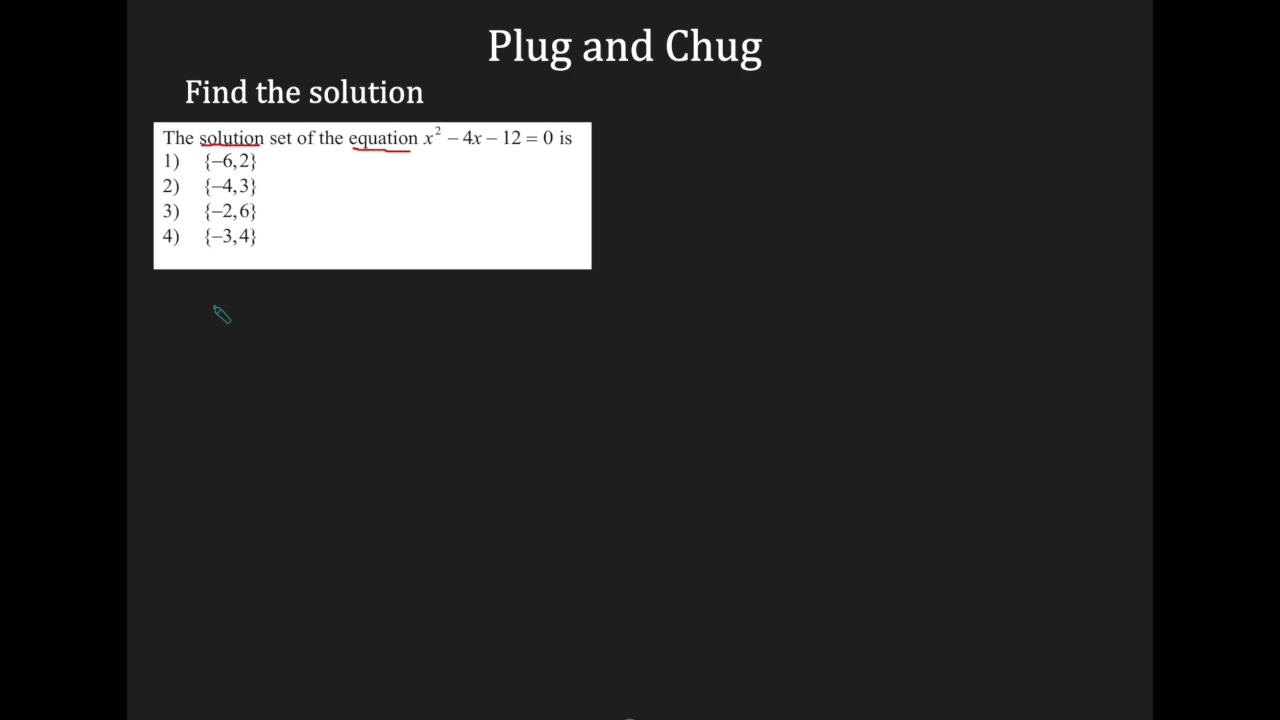 Plug and Chug
Find the solution
The solution set of the equation x² − 4x − 12 = 0 is
1) {−6,2}
2) {−4,3}
3) {−2,6}
4) {−3,4}